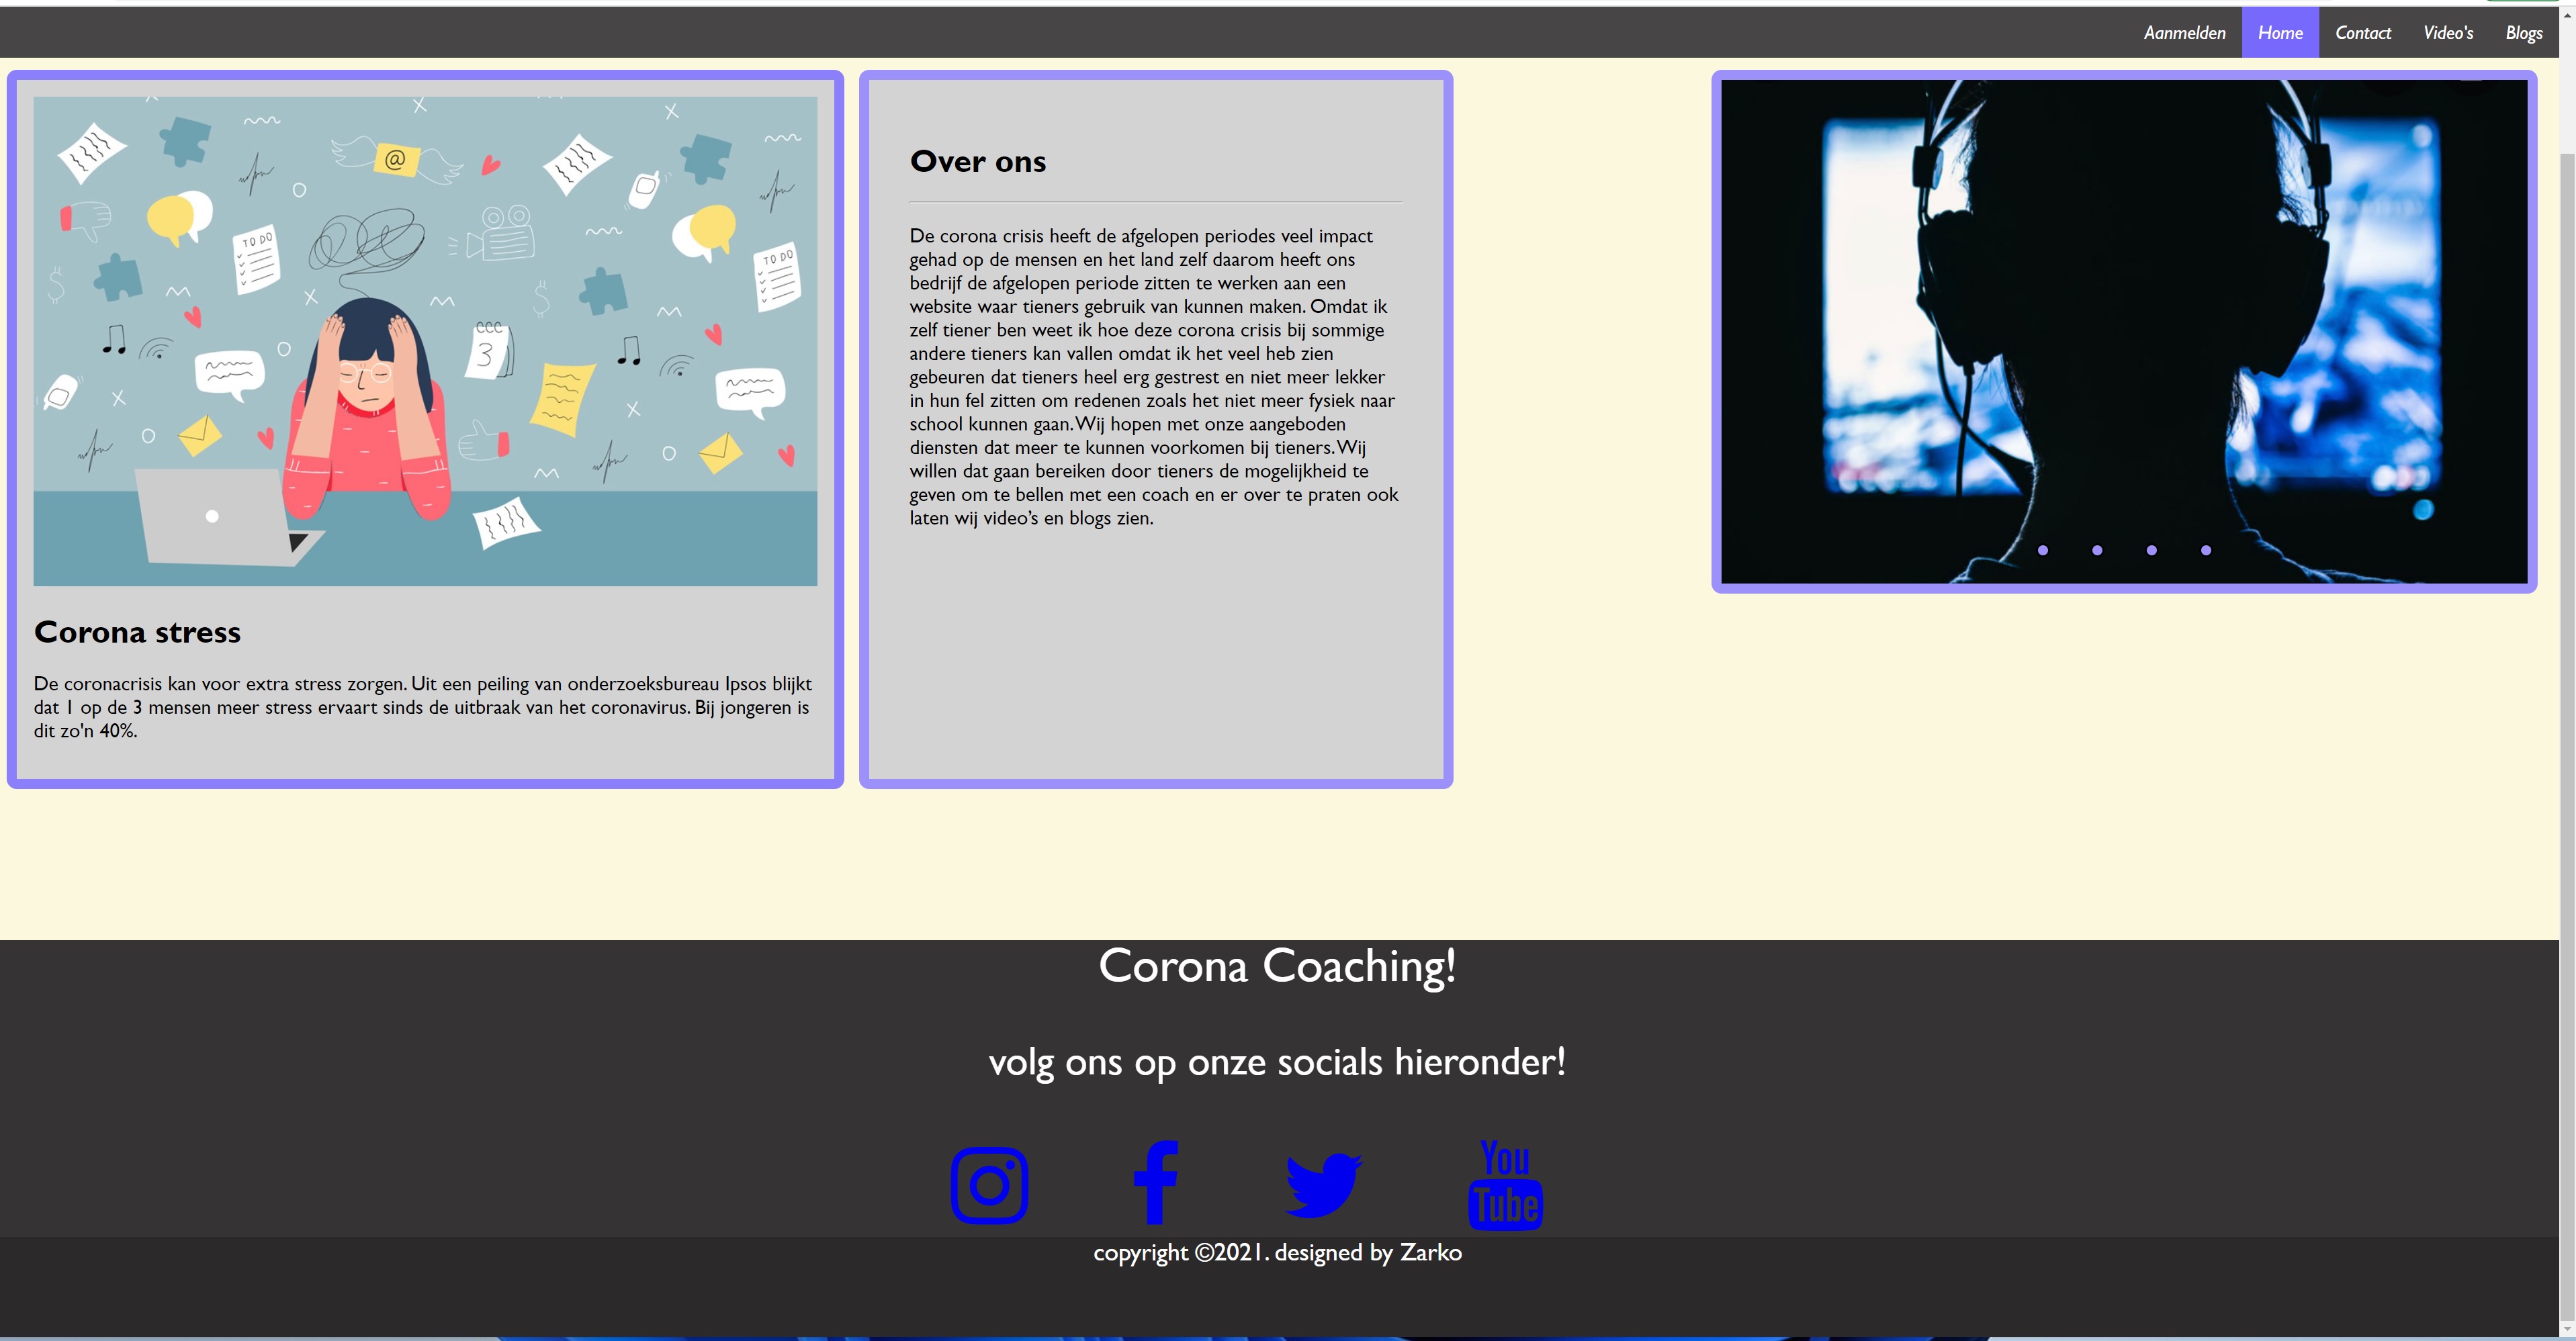 Aanmelden Home Contact Video's Blogs
@
TO DO
TO DO
3
Corona stress
De coronacrisis kan voor extra stress zorgen. Uit een peiling van onderzoeksbureau Ipsos blijkt
dat 1 op de 3 mensen meer stress ervaart sinds de uitbraak van het coronavirus. Bij jongeren is
dit zo'n 40%.
Over ons
De corona crisis heeft de afgelopen periodes veel impact
gehad op de mensen en het land zelf daarom heeft ons
bedrijf de afgelopen periode zitten te werken aan een
website waar tieners gebruik van kunnen maken. Omdat ik
zelf tiener ben weet ik hoe deze corona crisis bij sommige
andere tieners kan vallen omdat ik het veel heb zien
gebeuren dat tieners heel erg gestrest en niet meer lekker
in hun fel zitten om redenen zoals het niet meer fysiek naar
school kunnen gaan. Wij hopen met onze aangeboden
diensten dat meer te kunnen voorkomen bij tieners. Wij
willen dat gaan bereiken door tieners de mogelijkheid te
geven om te bellen met een coach en er over te praten ook
laten wij video’s en blogs zien.
Corona Coaching!
volg ons op onze socials hieronder!
You
Tube
copyright ©2021. designed by Zarko